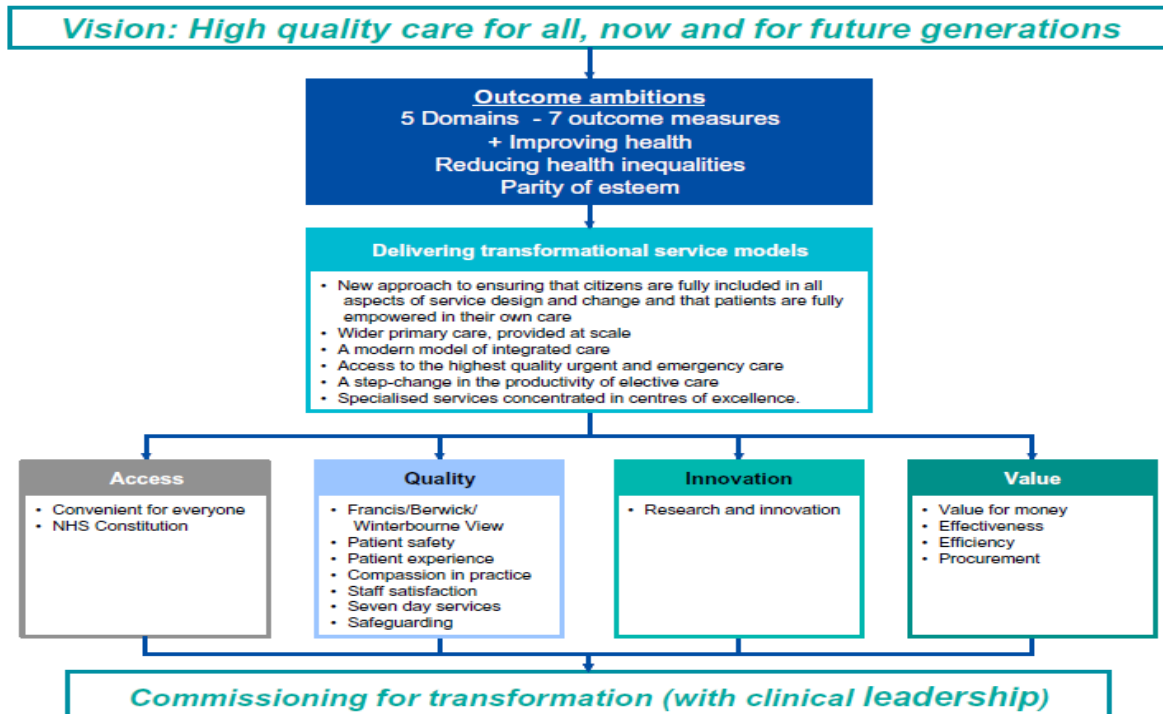 Vision: High quality care for all, now and for future generations
Outcome ambitions
5 Domains - 7 outcome measures
+ Improving health
Reducing health inequalities
Parity of esteem
Delivering transformational service models
• New approach to ensuring that citizens are fully included in all
aspects of service design and change and that patients are fully
empowered in their own care
• Wider primary care, provided at scale
• A modern model of integrated care
• Access to the highest quality urgent and emergency care
• A step-change in the productivity of elective care
• Specialised services concentrated in centres of excellence.
Access
• Convenient for everyone
• NHS Constitution
Quality
• Francis/Berwick/
Winterbourne View
• Patient safety
• Patient experience
• Compassion in practice
• Staff satisfaction
• Seven day services
• Safeguarding
Innovation
• Research and innovation
Value
• Value for money
• Effectiveness
• Efficiency
• Procurement
Commissioning for transformation (with clinical leadership)